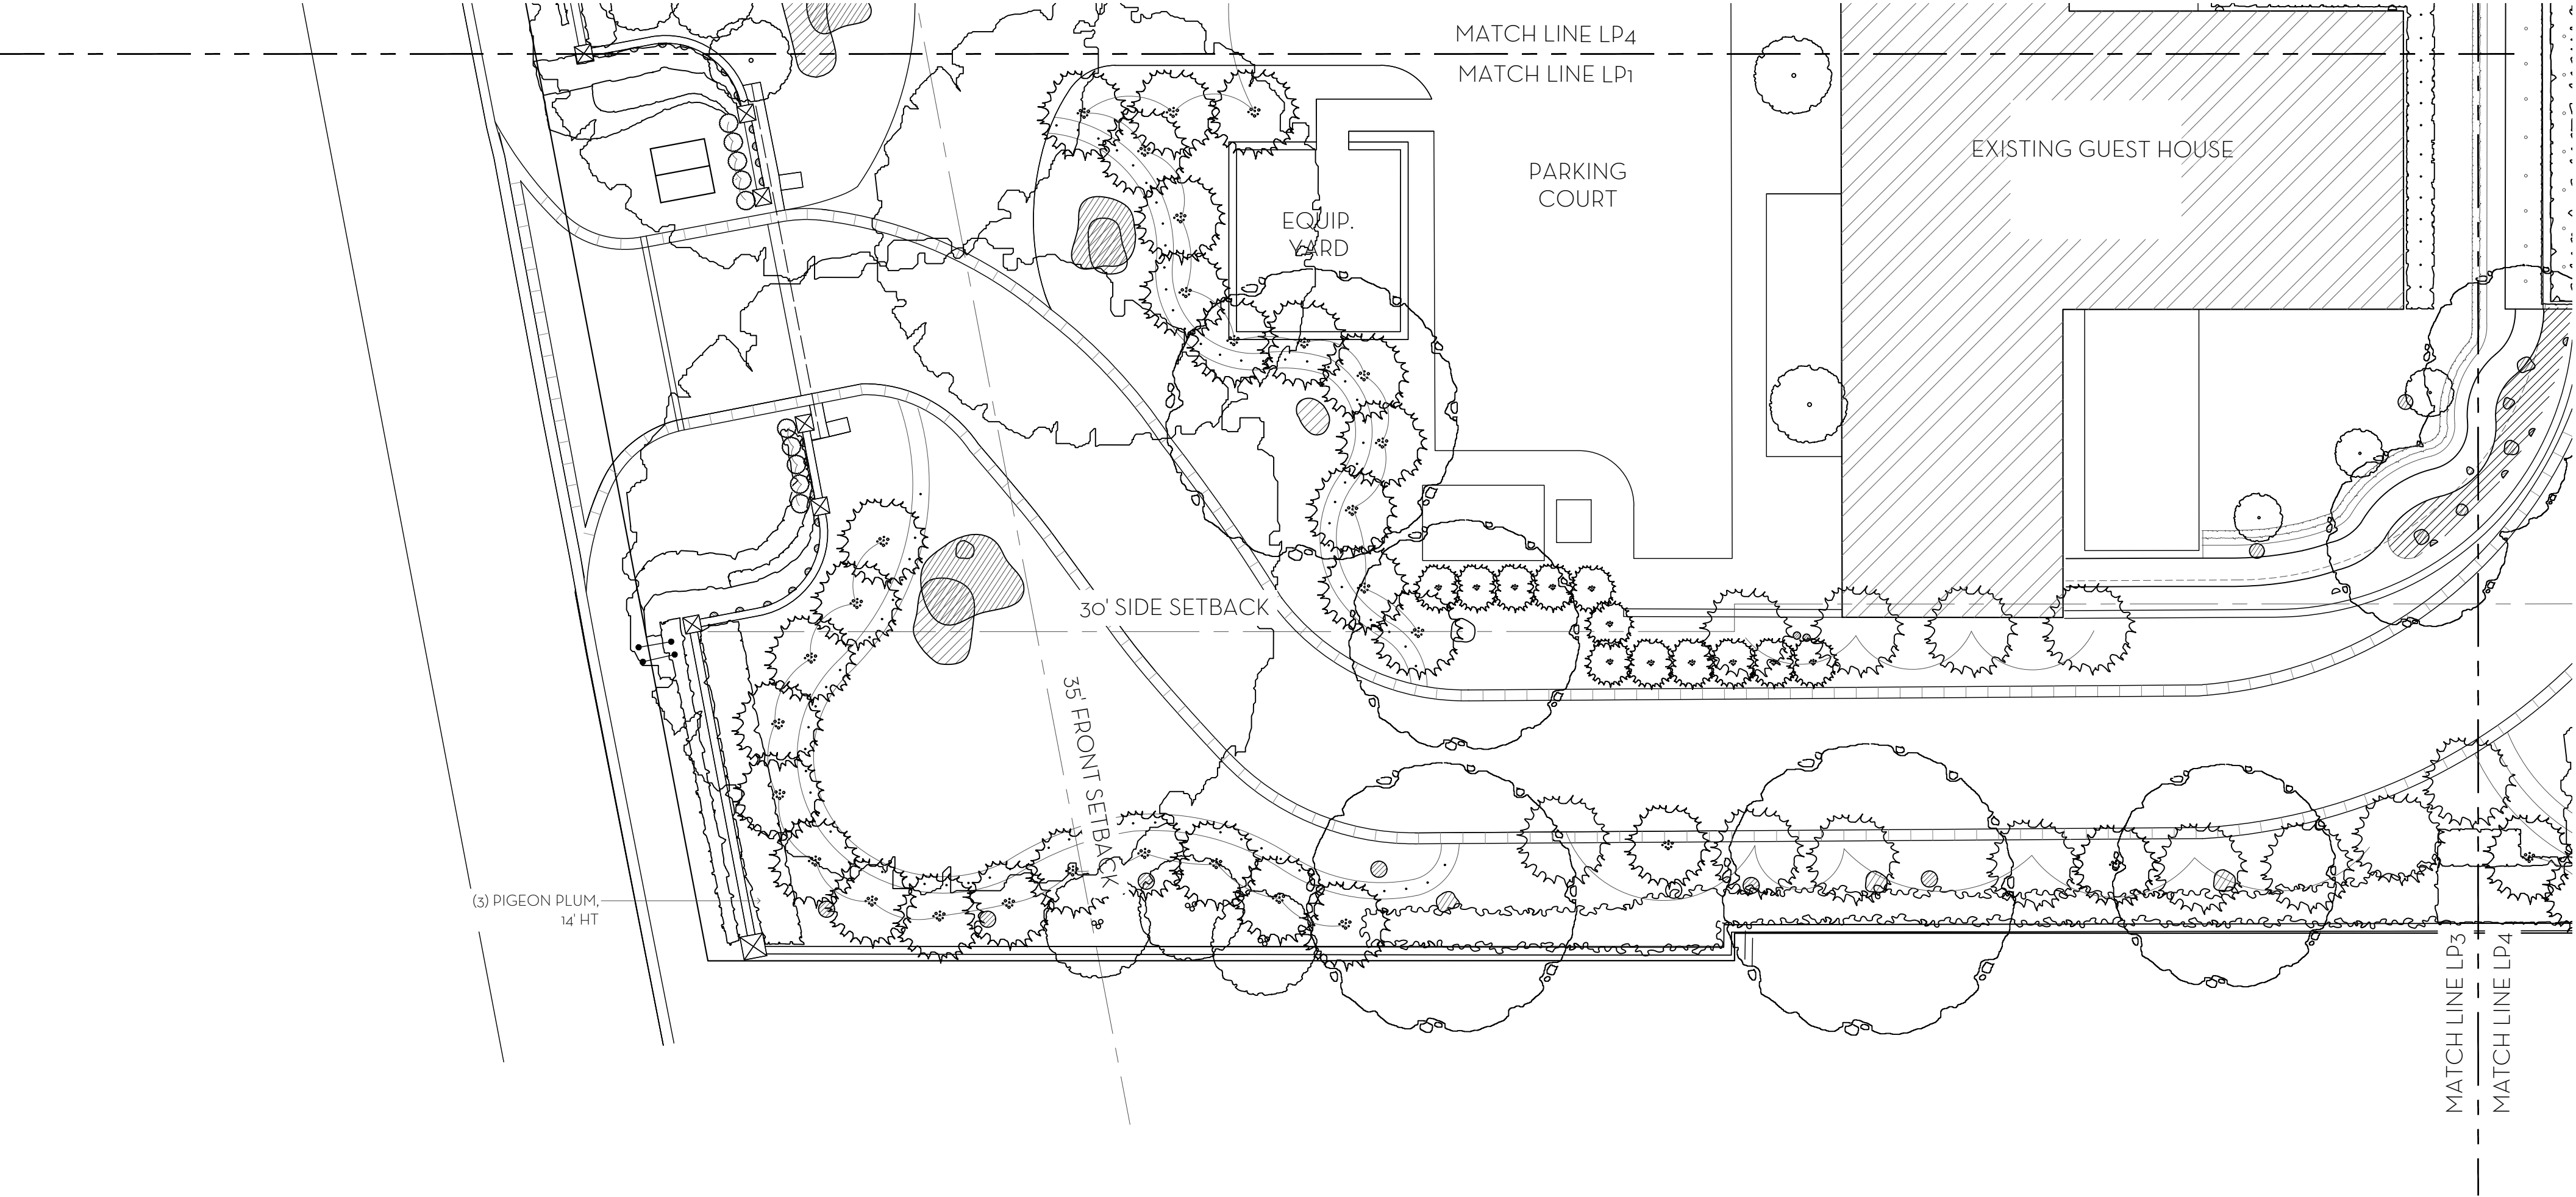 MATCH LINE LP4
MATCH LINE LP1
EXISTING GUEST HOUSE
PARKING
COURT
EQUIP.
YARD
30' SIDE SETBACK
35' FRONT SETBACK
(3) PIGEON PLUM,
14' HT
MATCH LINE LP3
MATCH LINE LP4